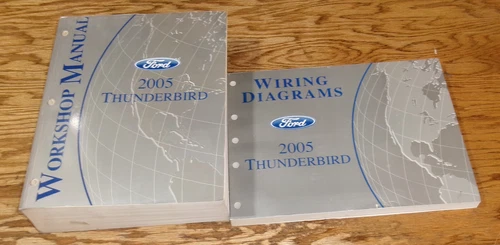 WORKSHOP MANUAL
Ford
2005
THUNDERBIRD
WIRING
DIAGRAMS
Ford
2005
THUNDERBIRD